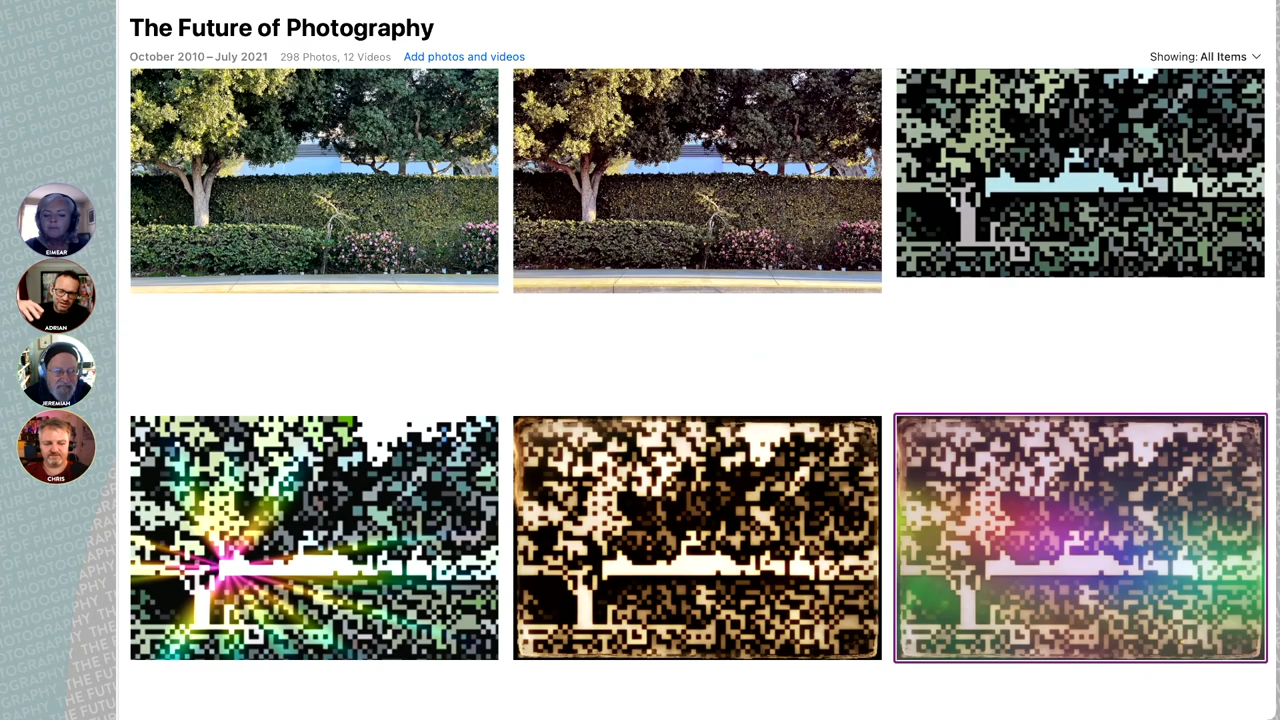 The Future of Photography
October 2010–July 2021 298 Photos, 12 Videos Add photos and videos Showing: All Items
EIMEAR
ADRIAN
JEREMIAH
CHRIS